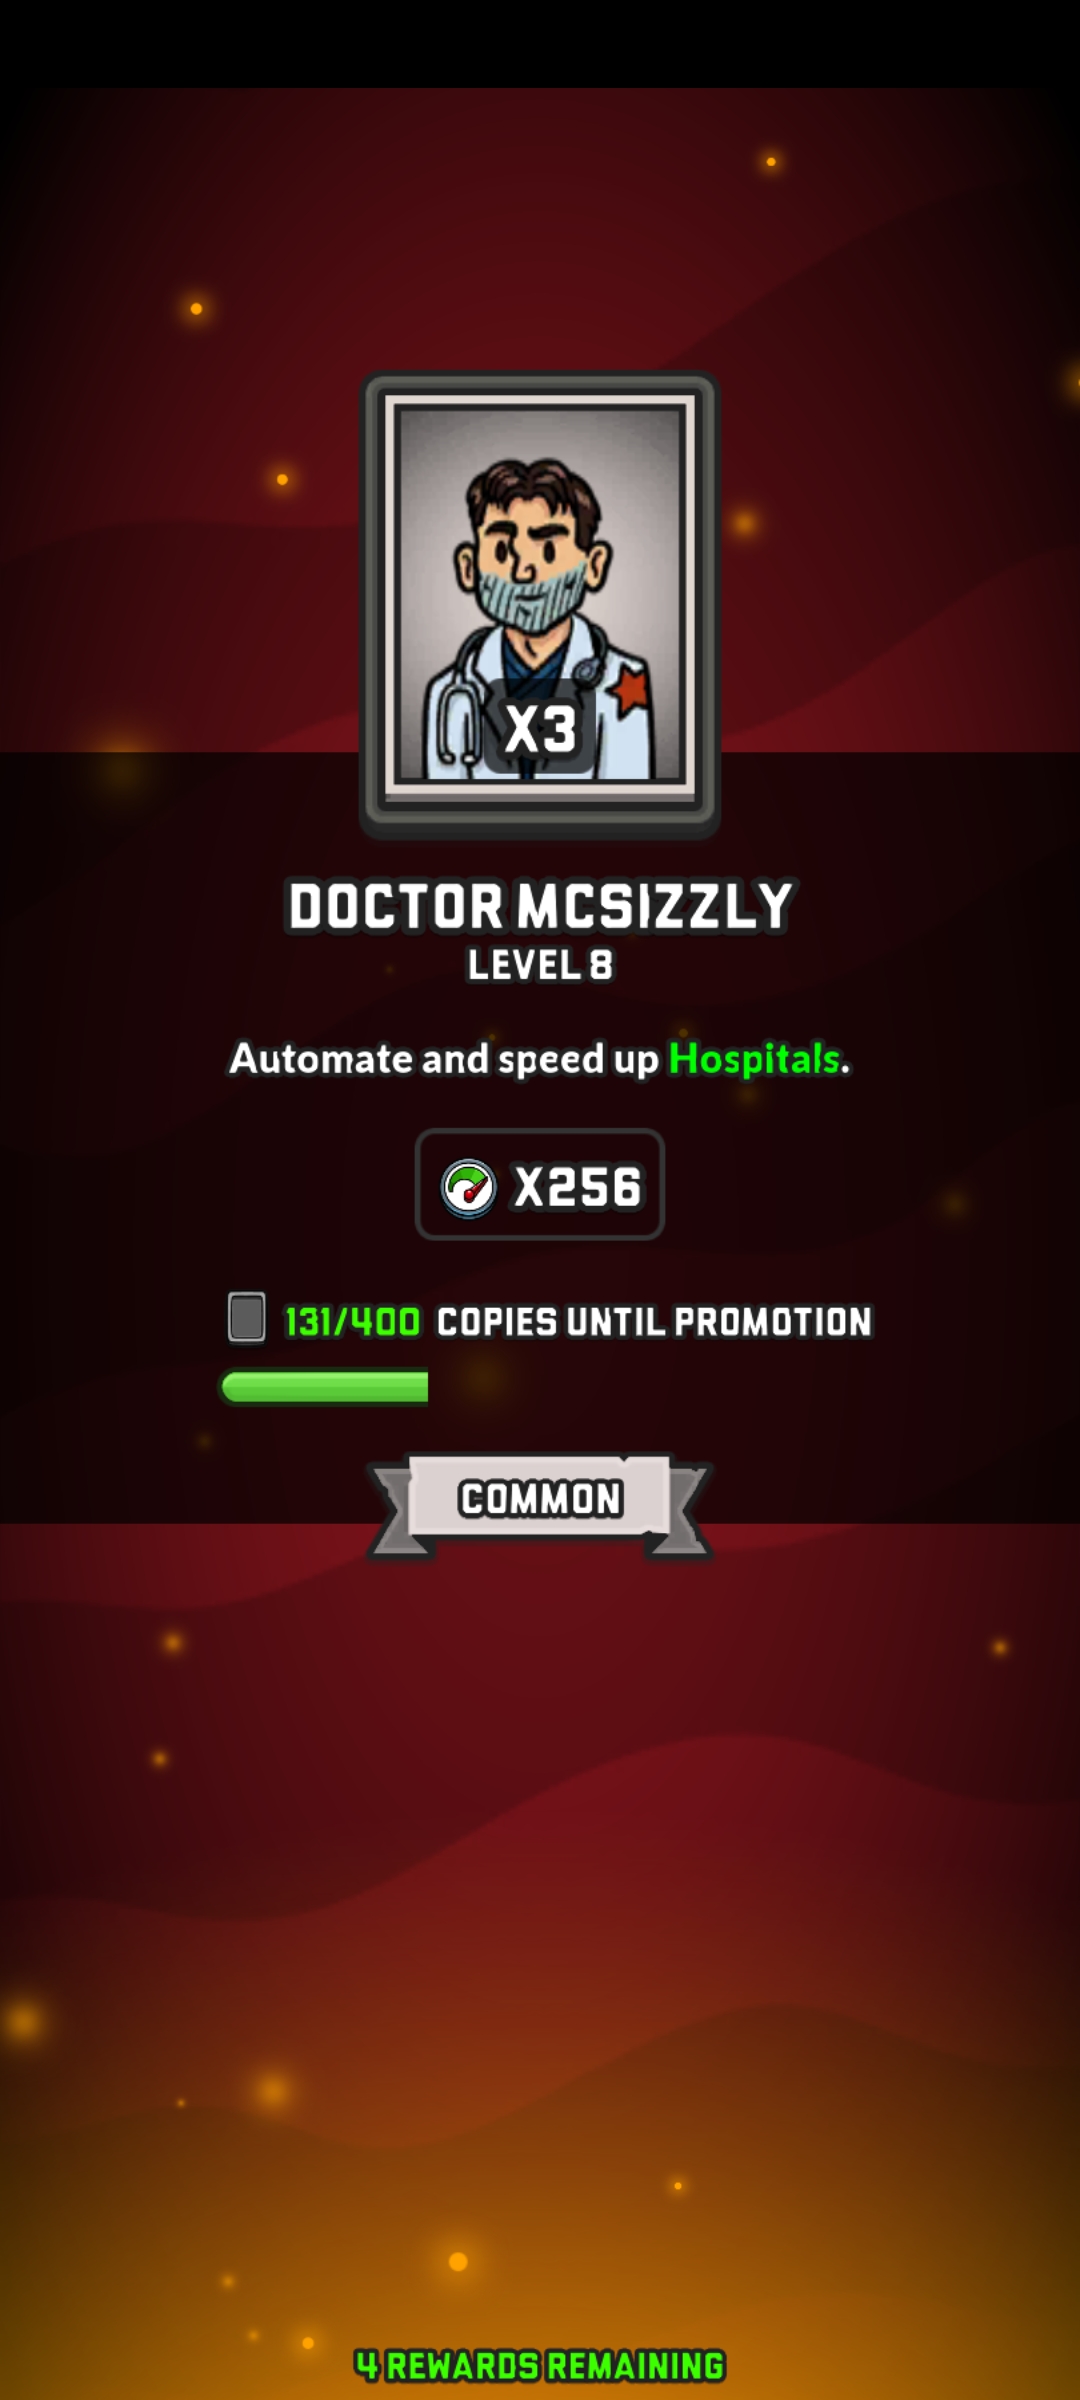 X3
DOCTOR MCSIZZLY
LEVEL 8
Automate and speed up Hospitals.
X256
131/400 COPIES UNTIL PROMOTION
COMMON
4 REWARDS REMAINING